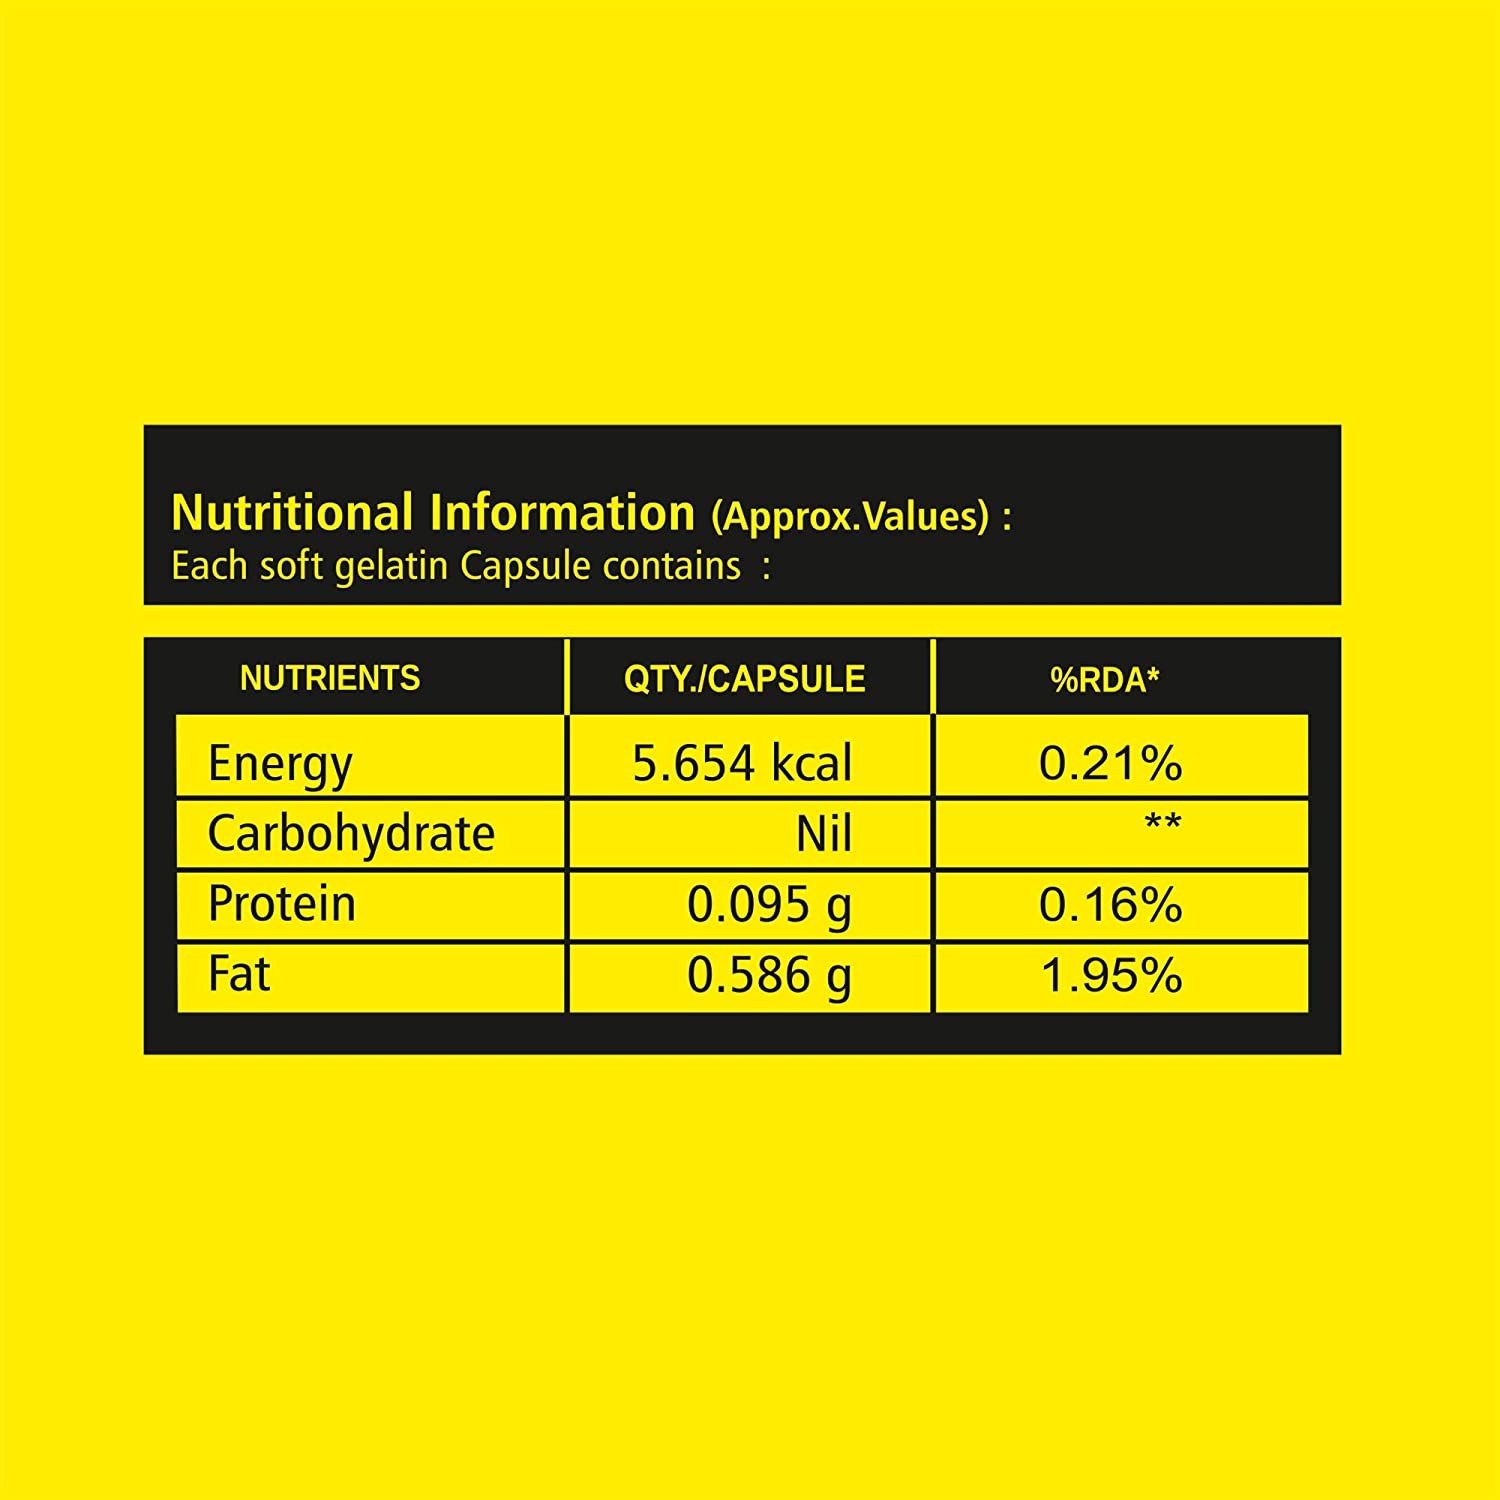 Nutritional Information (Approx.Values) :
Each soft gelatin Capsule contains :
NUTRIENTS QTY./CAPSULE %RDA*
Energy 5.654 kcal 0.21%
Carbohydrate Nil **
Protein 0.095 g 0.16%
Fat 0.586 g 1.95%